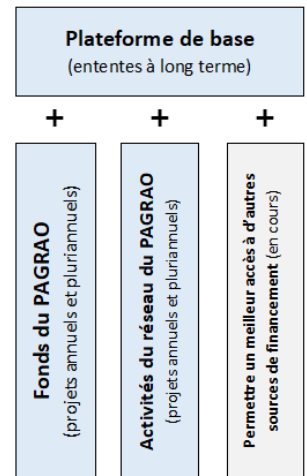 Plateforme de base
(ententes à long terme)
+ + +
Fonds du PAGRAO
(projets annuels et pluriannuels)
Activités du réseau du PAGRAO
(projets annuels et pluriannuels)
Permettre un meilleur accès à d'autres
sources de financement (en cours)